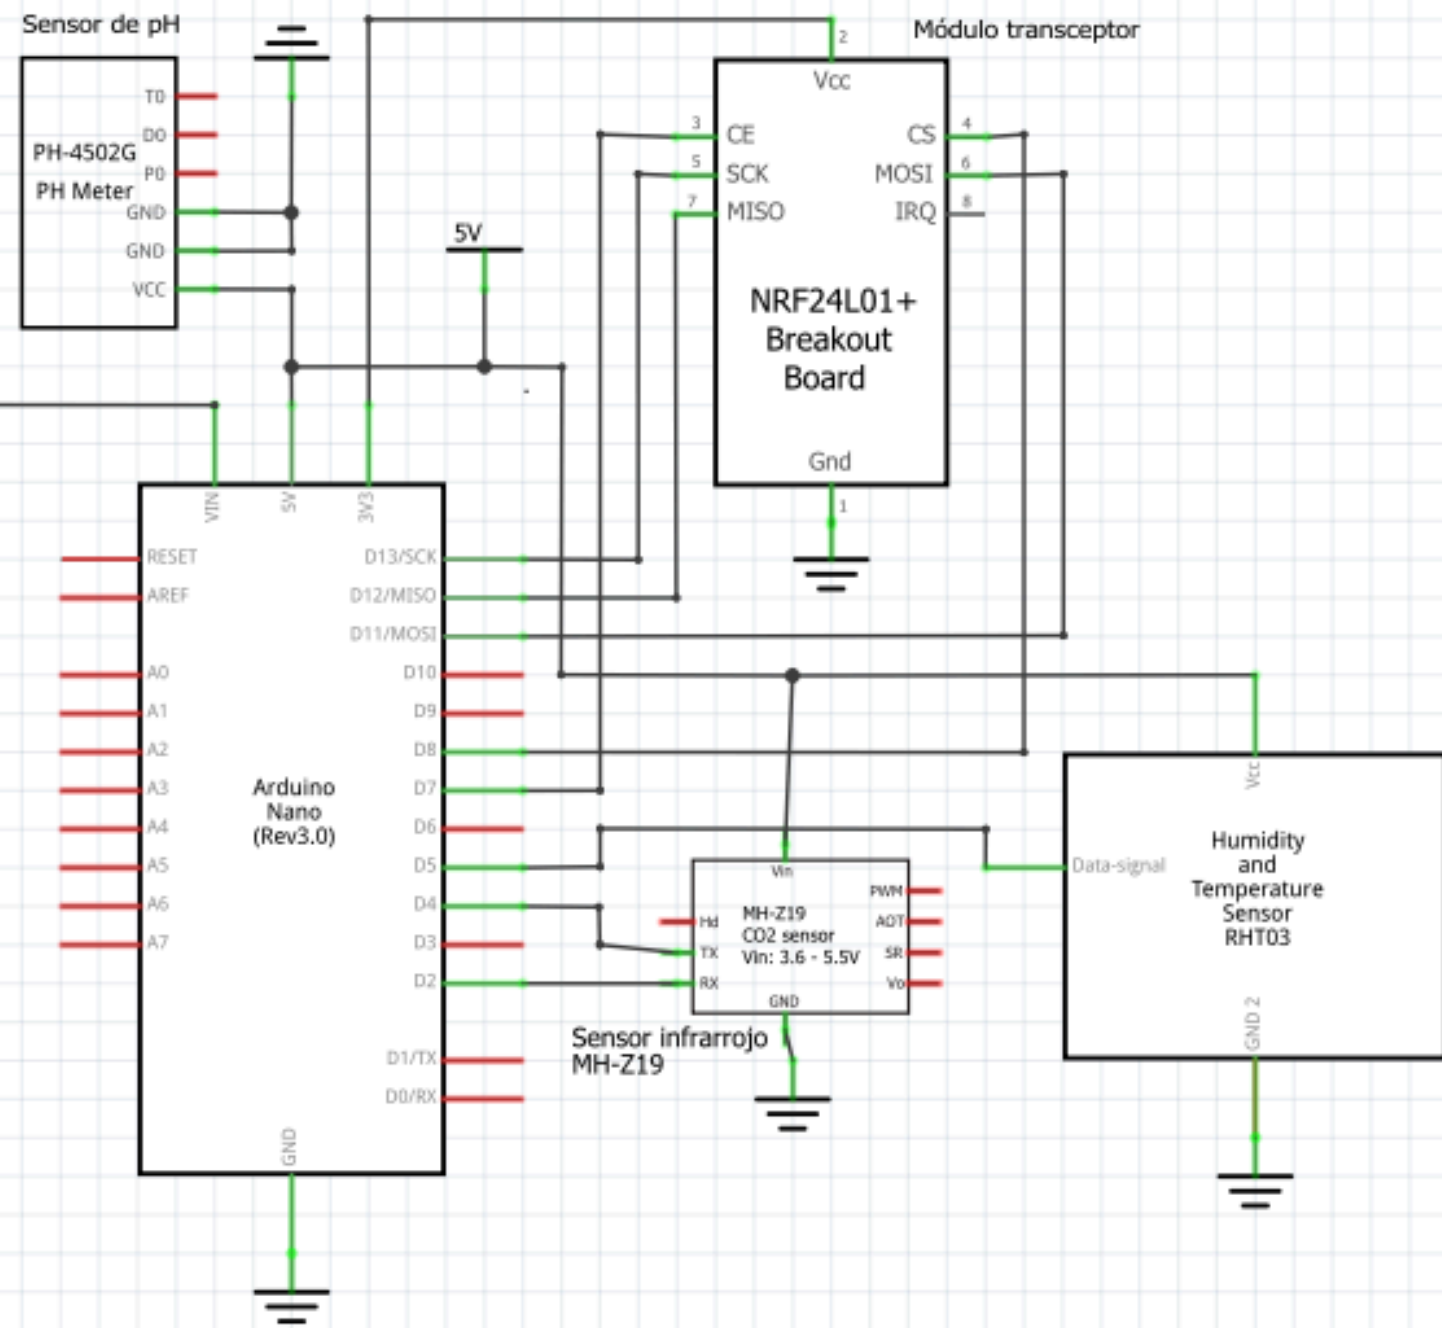 Sensor de pH
T0
D0
PH-4502G
P0
PH Meter
GND
GND
VCC
5V
Módulo transceptor
2
Vcc
3
CE
CS
4
5
SCK
MOSI
6
7
MISO
IRQ
8
NRF24L01+
Breakout
Board
Gnd
1
VIN
5V
3V3
RESET
D13/SCK
AREF
D12/MISO
D11/MOSI
A0
D10
A1
D9
A2
D8
A3
D7
Arduino
Nano
(Rev3.0)
A4
D6
A5
D5
A6
D4
A7
D3
D2
D1/TX
D0/RX
GND
Vin
PWM
Hd
MH-Z19
AOT
CO2 sensor
TX
Vin: 3.6 - 5.5V
SR
RX
Vo
GND
Sensor infrarrojo
MH-Z19
Vcc
Data-signal
Humidity
and
Temperature
Sensor
RHT03
GND 2